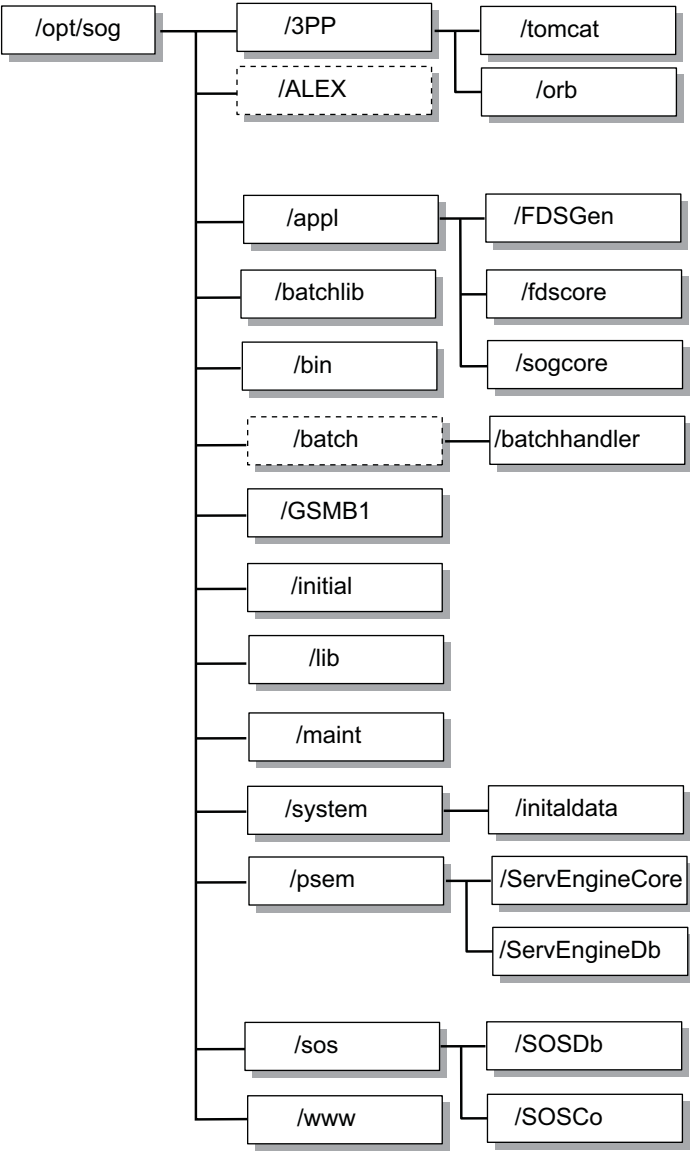 /opt/sog
/3PP
/tomcat
/ALEX
/orb
/appl
/FDSGen
/batchlib
/fdscore
/bin
/sogcore
/batch
/batchhandler
/GSMB1
/initial
/lib
/maint
/system
/initaldata
/psem
/ServEngineCore
/ServEngineDb
/sos
/SOSDb
/www
/SOSCo